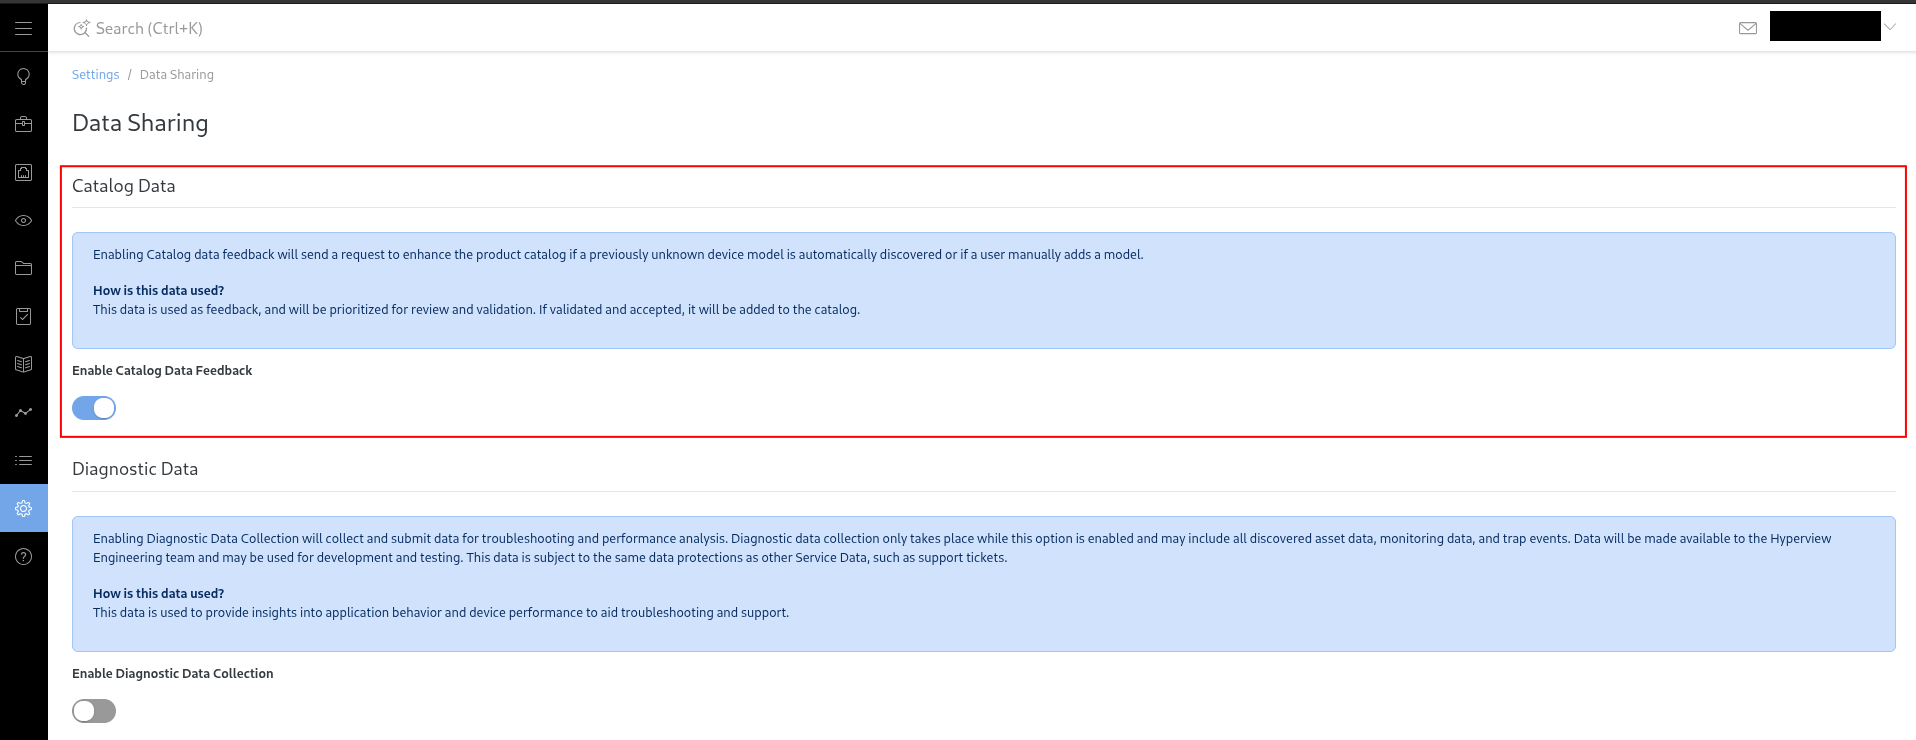 Search (Ctrl+K)
Settings / Data Sharing
Data Sharing
Catalog Data
Enabling Catalog data feedback will send a request to enhance the product catalog if a previously unknown device model is automatically discovered or if a user manually adds a model.
How is this data used?
This data is used as feedback, and will be prioritized for review and validation. If validated and accepted, it will be added to the catalog.
Enable Catalog Data Feedback
Diagnostic Data
Enabling Diagnostic Data Collection will collect and submit data for troubleshooting and performance analysis. Diagnostic data collection only takes place while this option is enabled and may include all discovered asset data, monitoring data, and trap events. Data will be made available to the Hyperview
Engineering team and may be used for development and testing. This data is subject to the same data protections as other Service Data, such as support tickets.
How is this data used?
This data is used to provide insights into application behavior and device performance to aid troubleshooting and support.
Enable Diagnostic Data Collection